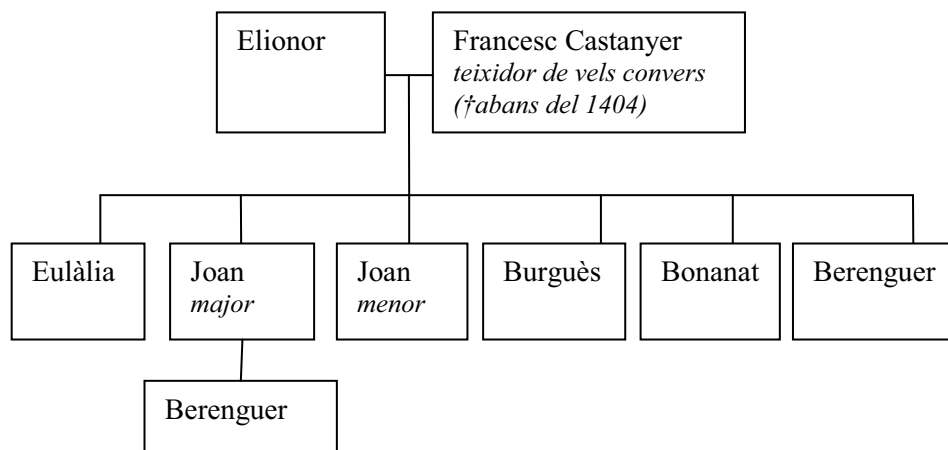 Elionor
Francesc Castanyer
teixidor de vels convers
(†abans del 1404)
Eulàlia
Joan
major
Joan
menor
Burguès
Bonanat
Berenguer
Berenguer